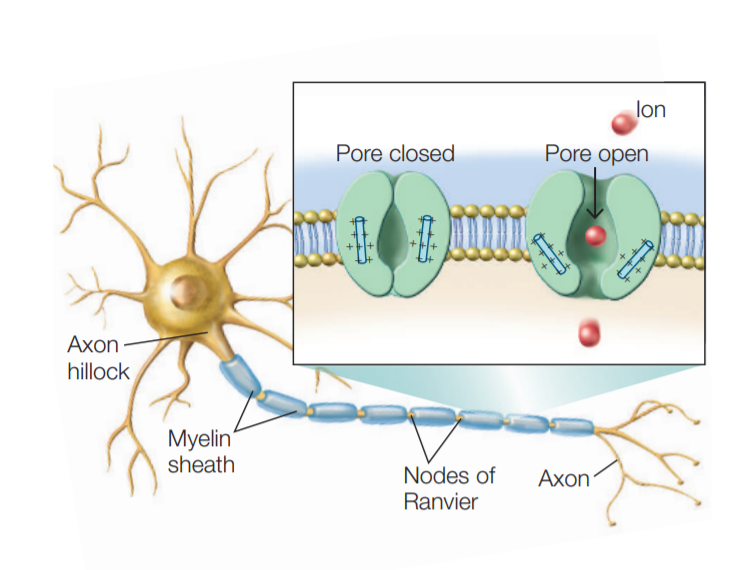 Ion
Pore closed
Pore open
Axon
hillock
Myelin
sheath
Nodes of
Ranvier
Axon